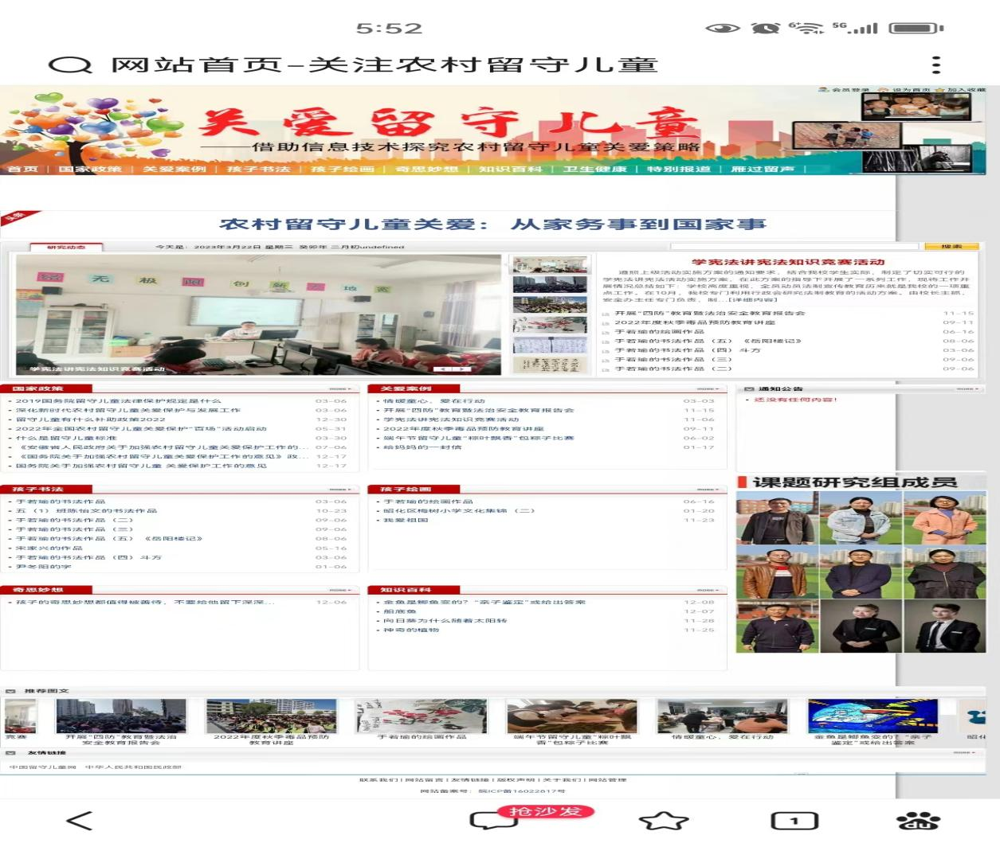 5:52
5G
网站首页-关注农村留守儿童
会员登录 设为首页 加入收藏
关爱留守儿童
——借助信息技术探究农村留守儿童关爱策略
首页 | 国家政策 | 关爱案例 | 孩子书法 | 孩子绘画 | 奇思妙想 | 知识百科 | 卫生健康 | 特别报道 | 雁过留声 |
头条
农村留守儿童关爱：从家务事到国家事
研究动态
今天是：2023年3月22日 星期三 癸卯年 二月初undefined
搜索
绘 无 极 限 创 新 天 地 宽
学宪法讲宪法知识竞赛活动
学宪法讲宪法知识竞赛活动
遵照上级活动实施方案的通知要求，结合我校学生实际，制定了切实可行的
学宪法讲宪法活动实施方案，在此方案的指导下开展了一系列工作，现将工作开
展情况总结如下：学校高度重视，全员动员法制宣传教育历来就是我校的一项重
点工作。在10月，我校专门利用行政会研究法制教育的活动方案。由校长主抓，
安全办主任专门负责，制...[详细内容]
开展"四防"教育暨法治安全教育报告会 11-15
2022年度秋季毒品预防教育讲座 09-11
于若瑜的绘画作品 06-16
于若瑜的书法作品（五）《岳阳楼记》 08-06
于若瑜的书法作品（四）斗方 03-06
于若瑜的书法作品（三） 09-06
于若瑜的书法作品（二） 09-06
国家政策
2019国务院留守儿童法律保护规定是什么 03-06
深化新时代农村留守儿童关爱保护与发展工作 03-06
留守儿童有什么补助政策2022 12-30
2022年全国农村留守儿童关爱保护"百场"活动启动 05-31
什么是留守儿童标准 03-30
《安徽省人民政府关于加强农村留守儿童关爱保护工作的... 07-06
《国务院关于加强农村留守儿童关爱保护工作的意见》政... 12-17
国务院关于加强农村留守儿童 关爱保护工作的意见 12-17
关爱案例
情暖童心，爱在行动 03-03
开展"四防"教育暨法治安全教育报告会 11-15
学宪法讲宪法知识竞赛活动 11-06
2022年度秋季毒品预防教育讲座 09-11
端午节留守儿童"粽叶飘香"包粽子比赛 06-02
给妈妈的一封信 01-17
通知公告
还没有任何内容！
孩子书法
于若瑜的书法作品 03-06
五（1）班陈怡文的书法作品 10-23
于若瑜的书法作品（二） 09-06
于若瑜的书法作品（三） 09-06
于若瑜的书法作品（五）《岳阳楼记》 08-06
宋家兴的作品 05-16
于若瑜的书法作品（四）斗方 03-06
尹冬阳的字 01-06
孩子绘画
于若瑜的绘画作品 06-16
昭化区梅树小学文化集锦（二） 01-20
我爱祖国 11-23
课题研究组成员
奇思妙想
孩子的奇思妙想都值得被善待，不要给他留下深深... 12-06
知识百科
金鱼是鲫鱼变的？"亲子鉴定"或给出答案 12-08
船底鱼 12-07
向日葵为什么随着太阳转 11-28
神奇的植物 11-25
推荐图文
竞赛
开展"四防"教育暨法治
安全教育报告会
2022年度秋季毒品预防
教育讲座
于若瑜的绘画作品
端午节留守儿童"粽叶飘
香"包粽子比赛
情暖童心，爱在行动
金鱼是鲫鱼变的？"亲子
鉴定"或给出答案
昭化
友情链接
中国留守儿童网 中华人民共和国民政部
联系我们 | 网站留言 | 友情链接 | 版权声明 | 关于我们 | 网站管理
网站备案号：皖ICP备16022817号
抢沙发
1
du